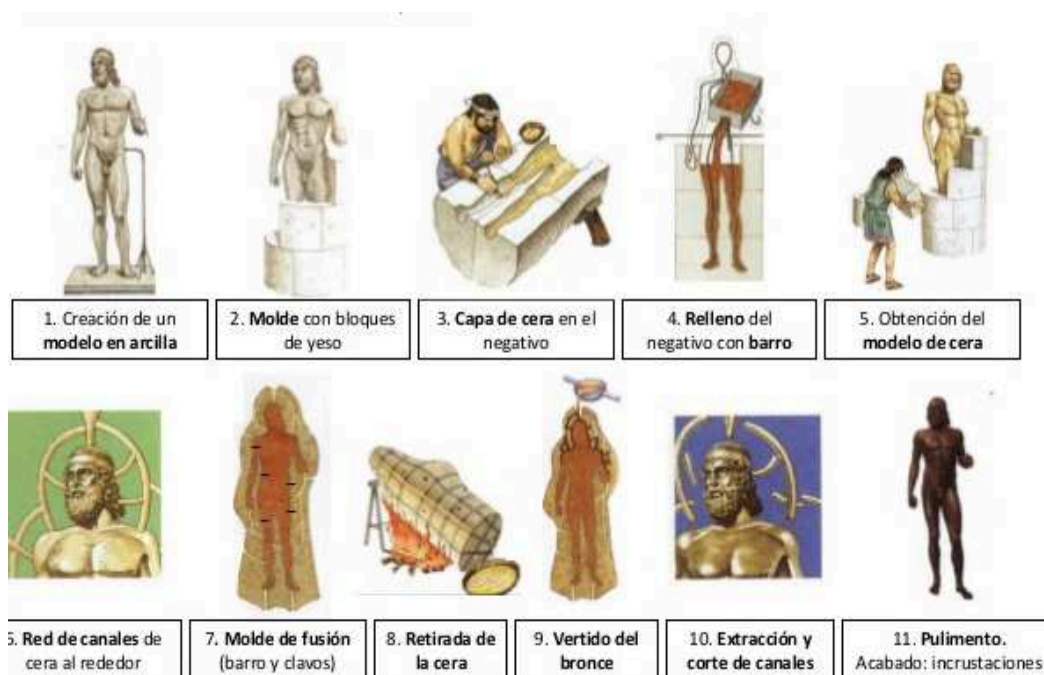 1. Creación de un
modelo en arcilla
2. Molde con bloques
de yeso
3. Capa de cera en el
negativo
4. Relleno del
negativo con barro
5. Obtención del
modelo de cera
6. Red de canales de
cera al rededor
7. Molde de fusión
(barro y clavos)
8. Retirada de
la cera
9. Vertido del
bronce
10. Extracción y
corte de canales
11. Pulimento.
Acabado: incrustaciones